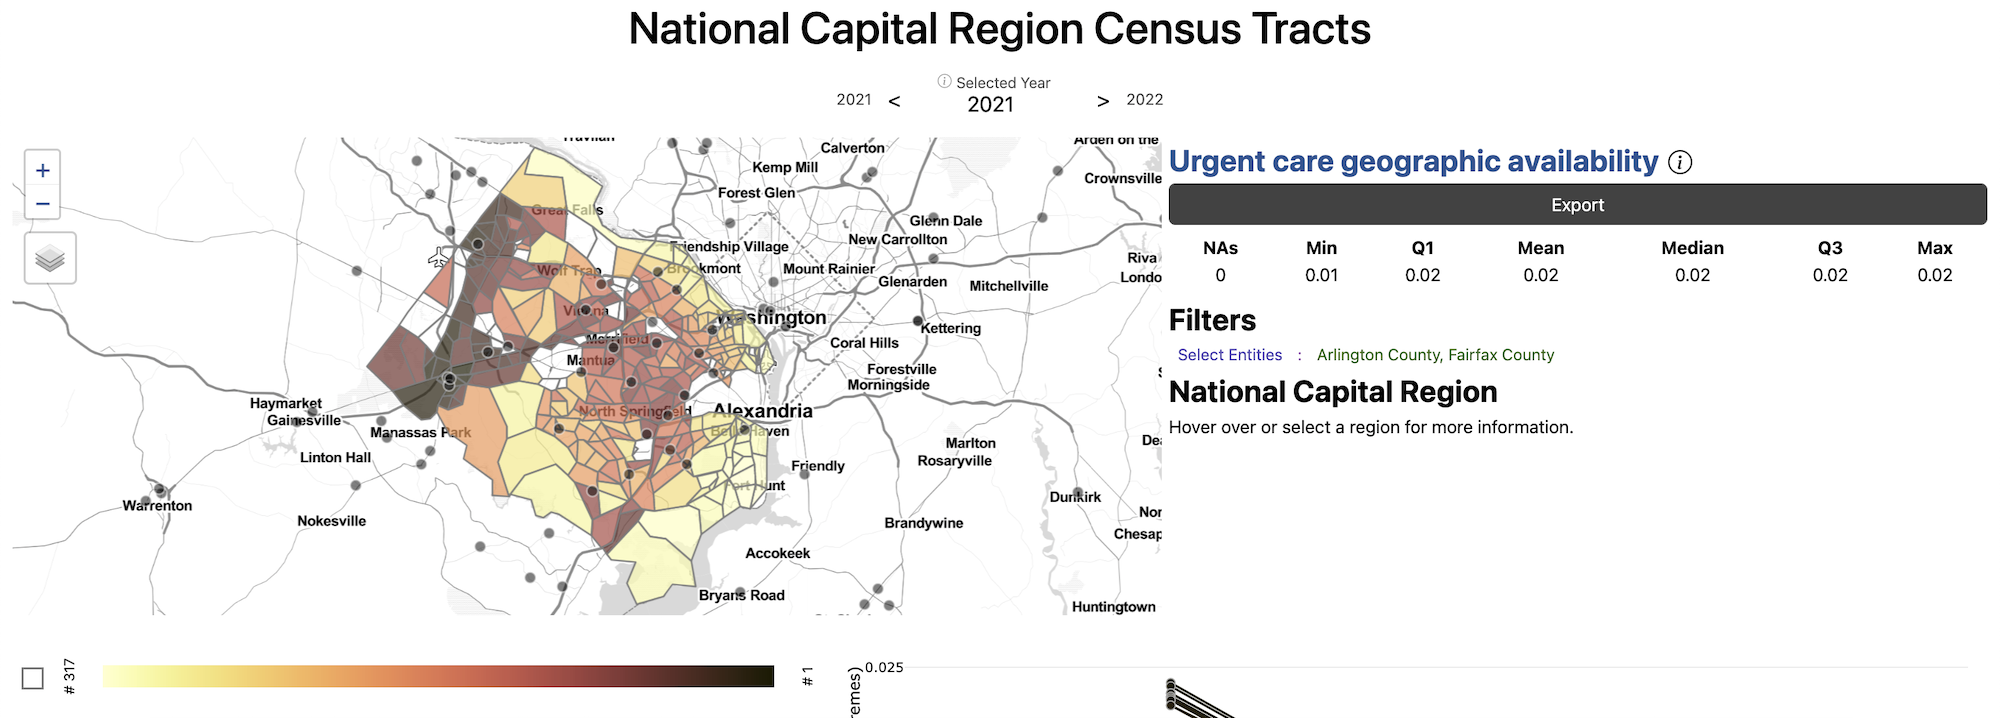 National Capital Region Census Tracts
Selected Year
2021 < 2021 > 2022
+
−
Calverton
Arden on the
Kemp Mill
Crownsville
Forest Glen
Great Falls
Glenn Dale
New Carrollton
Friendship Village
Riva
Wolf Trap
Brookmont
Mount Rainier
Londo
Glenarden
Mitchellville
Vienna
Washington
Kettering
Merrifield
Coral Hills
Mantua
Forestville
Morningside
Haymarket
Gainesville
North Springfield
Alexandria
Manassas Park
Belle Haven
Marlton
Linton Hall
Rosaryville
Friendly
Fort Hunt
Dunkirk
Warrenton
Nokesville
Brandywine
Nor
Chesap
Accokeek
Bryans Road
Huntingtown
Urgent care geographic availability
Export
NAs Min Q1 Mean Median Q3 Max
0 0.01 0.02 0.02 0.02 0.02 0.02
Filters
Select Entities : Arlington County, Fairfax County
National Capital Region
Hover over or select a region for more information.
# 317
# 1
remes)
0.025